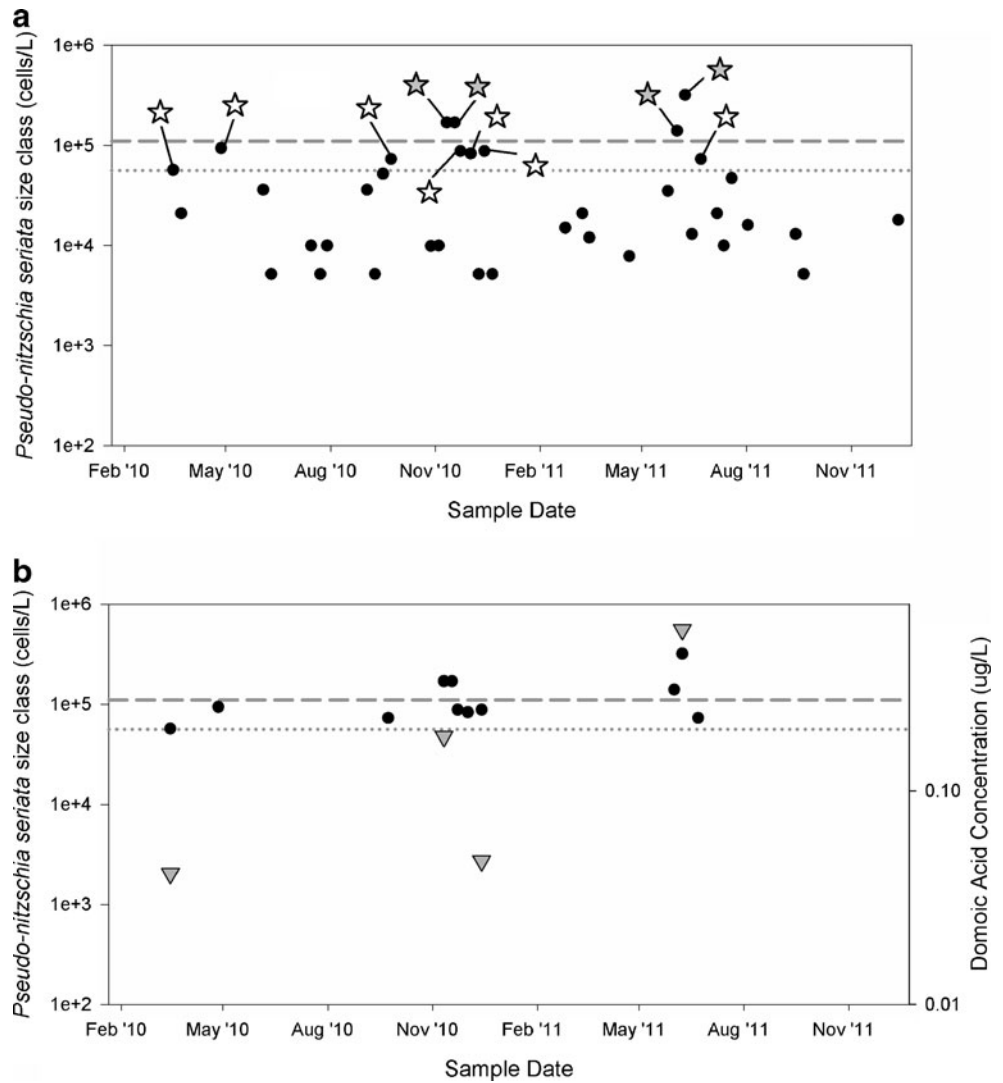 a
Pseudo-nitzschia seriata size class (cells/L)
1e+6
1e+5
1e+4
1e+3
1e+2
Feb '10 May '10 Aug '10 Nov '10 Feb '11 May '11 Aug '11 Nov '11
Sample Date
b
Pseudo-nitzschia seriata size class (cells/L)
1e+6
1e+5
1e+4
1e+3
1e+2
0.10
0.01
Domoic Acid Concentration (ug/L)
Feb '10 May '10 Aug '10 Nov '10 Feb '11 May '11 Aug '11 Nov '11
Sample Date